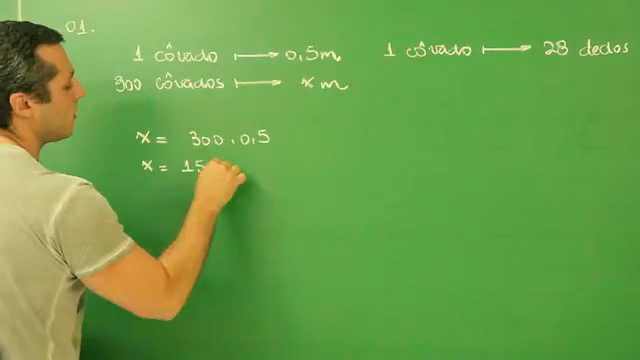 01.
1 côvado ⟼ 0,5m
300 côvados ⟼ x m
x = 300.0,5
x = 15
1 côvado ⟼ 28 dedos